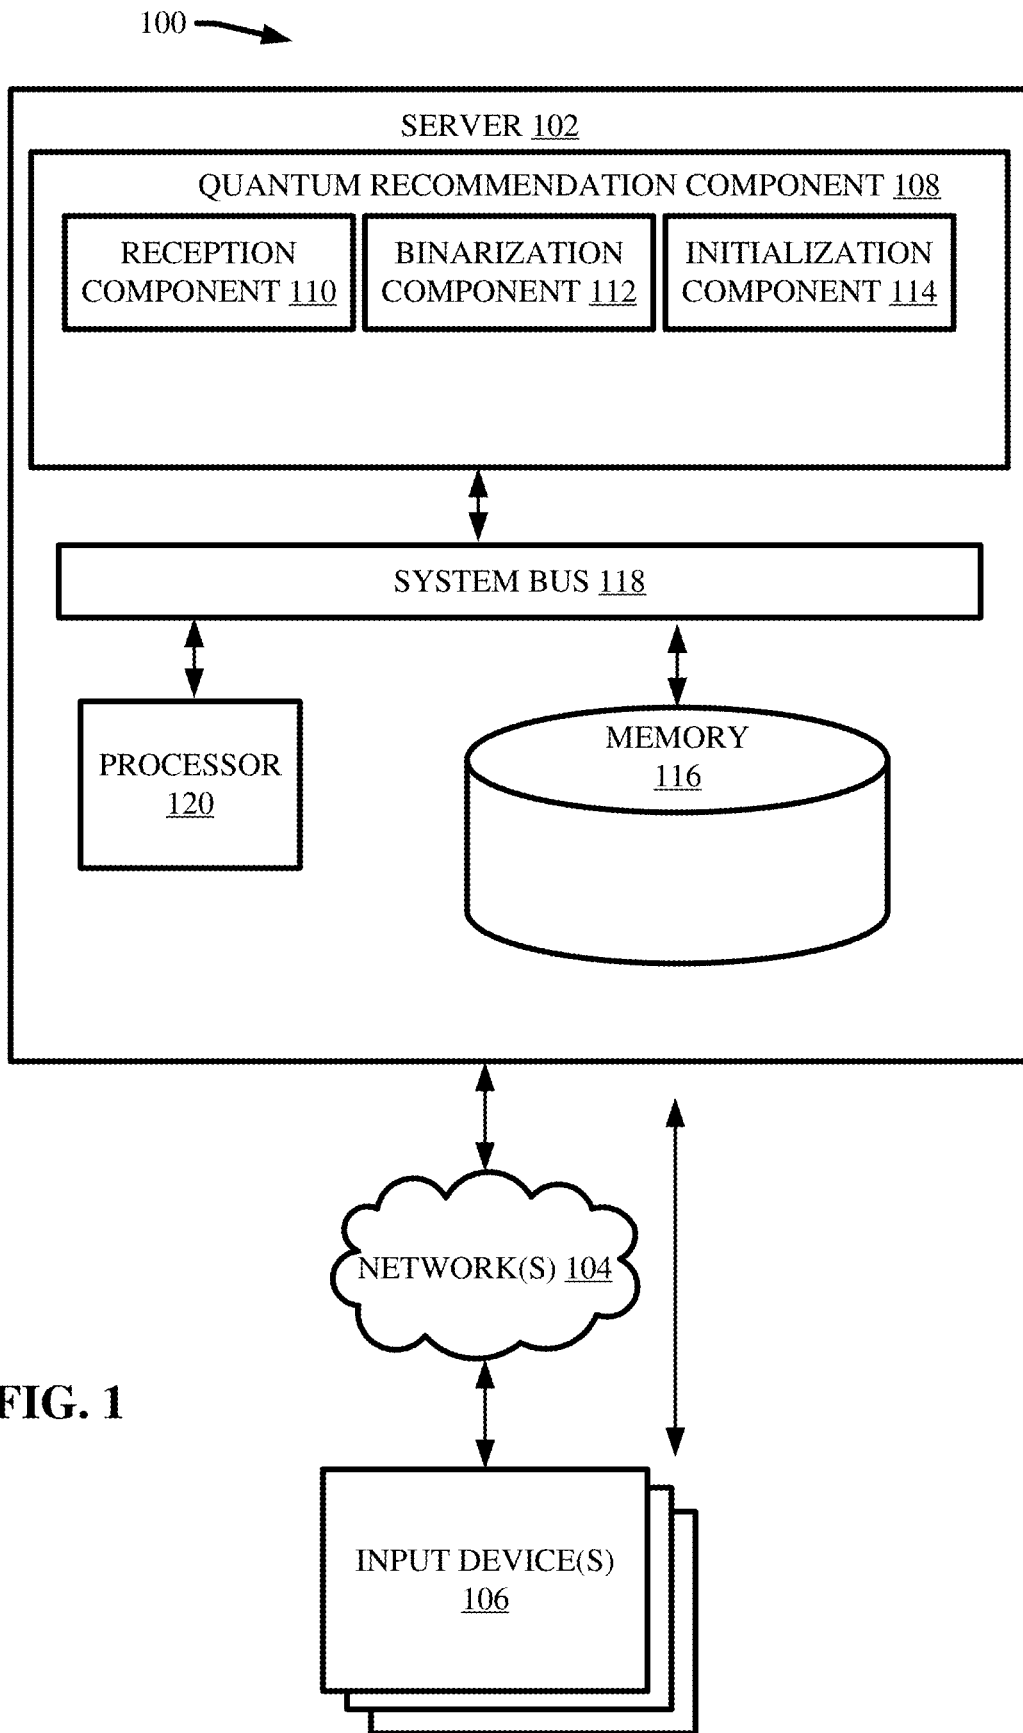 100
SERVER 102
QUANTUM RECOMMENDATION COMPONENT 108
RECEPTION
COMPONENT 110
BINARIZATION
COMPONENT 112
INITIALIZATION
COMPONENT 114
SYSTEM BUS 118
PROCESSOR
120
MEMORY
116
NETWORK(S) 104
FIG. 1
INPUT DEVICE(S)
106